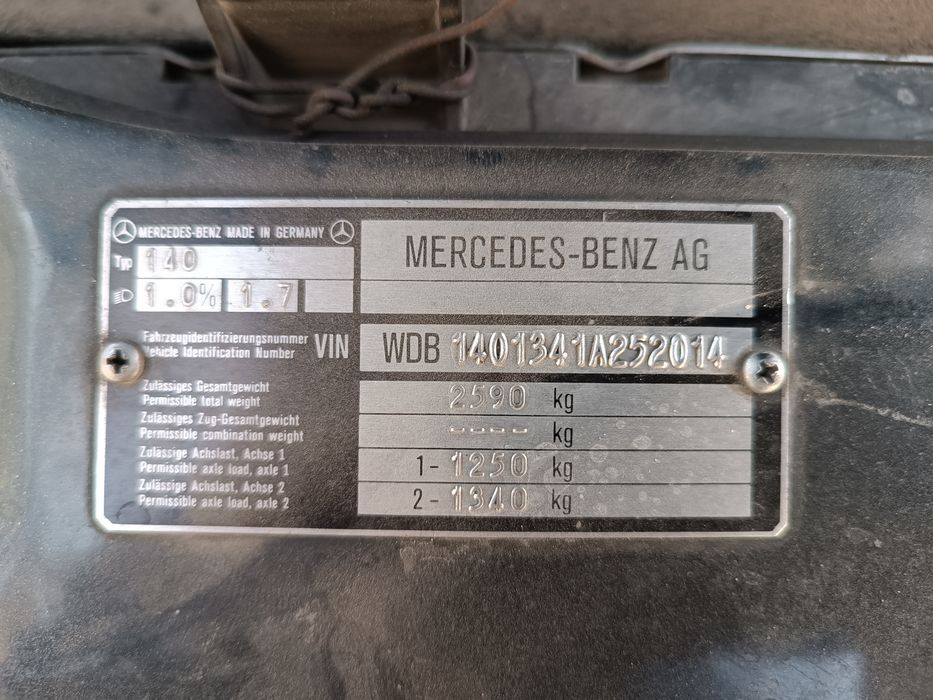 MERCEDES-BENZ MADE IN GERMANY
MERCEDES-BENZ AG
Typ 140
1.0% 1.7
Fahrzeugidentifizierungsnummer
Vehicle Identification Number
VIN WDB 1401341A252014
Zulässiges Gesamtgewicht
Permissible total weight
2590 kg
Zulässiges Zug-Gesamtgewicht
Permissible combination weight
---- kg
Zulässige Achslast, Achse 1
Permissible axle load, axle 1
1- 1250 kg
Zulässige Achslast, Achse 2
Permissible axle load, axle 2
2- 1340 kg